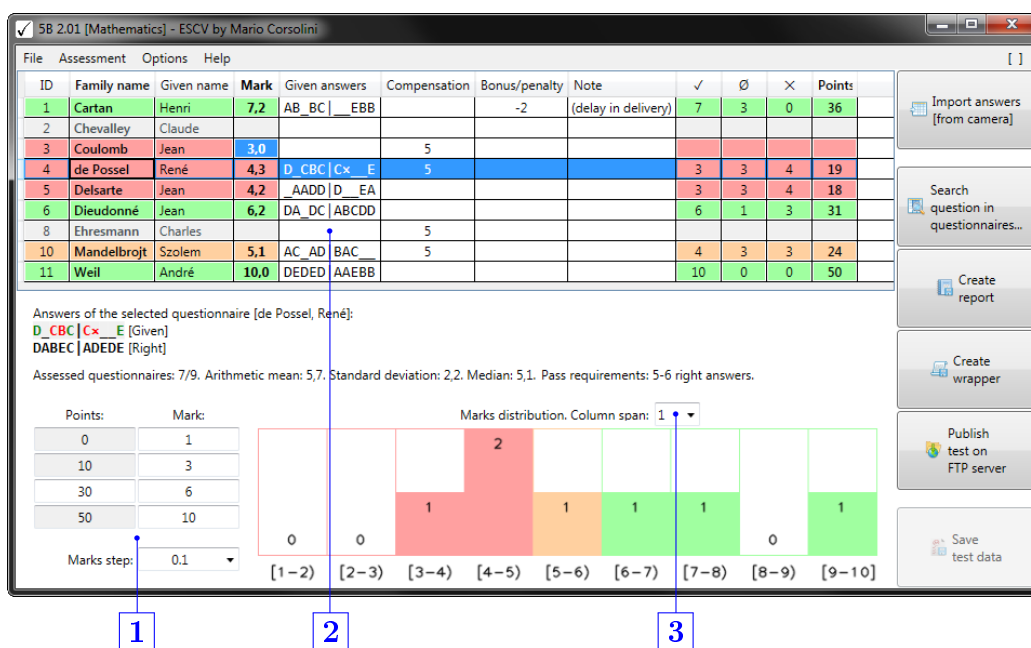 5B 2.01 [Mathematics] - ESCV by Mario Corsolini
File Assessment Options Help [ ]
ID Family name Given name Mark Given answers Compensation Bonus/penalty Note ✓ Ø × Points
1 Cartan Henri 7,2 AB_BC|__EBB -2 (delay in delivery) 7 3 0 36
2 Chevalley Claude
3 Coulomb Jean 3,0 5
4 de Possel René 4,3 D_CBC|C×__E 5 3 3 4 19
5 Delsarte Jean 4,2 _AADD|D__EA 3 3 4 18
6 Dieudonné Jean 6,2 DA_DC|ABCDD 6 1 3 31
8 Ehresmann Charles 5
10 Mandelbrojt Szolem 5,1 AC_AD|BAC__ 5 4 3 3 24
11 Weil André 10,0 DEDED|AAEBB 10 0 0 50
Import answers
[from camera]
Search
question in
questionnaires...
Create
report
Create
wrapper
Publish
test on
FTP server
Save
test data
Answers of the selected questionnaire [de Possel, René]:
D_CBC|C×__E [Given]
DABEC|ADEDE [Right]
Assessed questionnaires: 7/9. Arithmetic mean: 5,7. Standard deviation: 2,2. Median: 5,1. Pass requirements: 5-6 right answers.
Points: Mark:
0 1
10 3
30 6
50 10
Marks step: 0.1
Marks distribution. Column span: 1
0 0 1 2 1 1 1 0 1
[1-2) [2-3) [3-4) [4-5) [5-6) [6-7) [7-8) [8-9) [9-10]
1 2 3